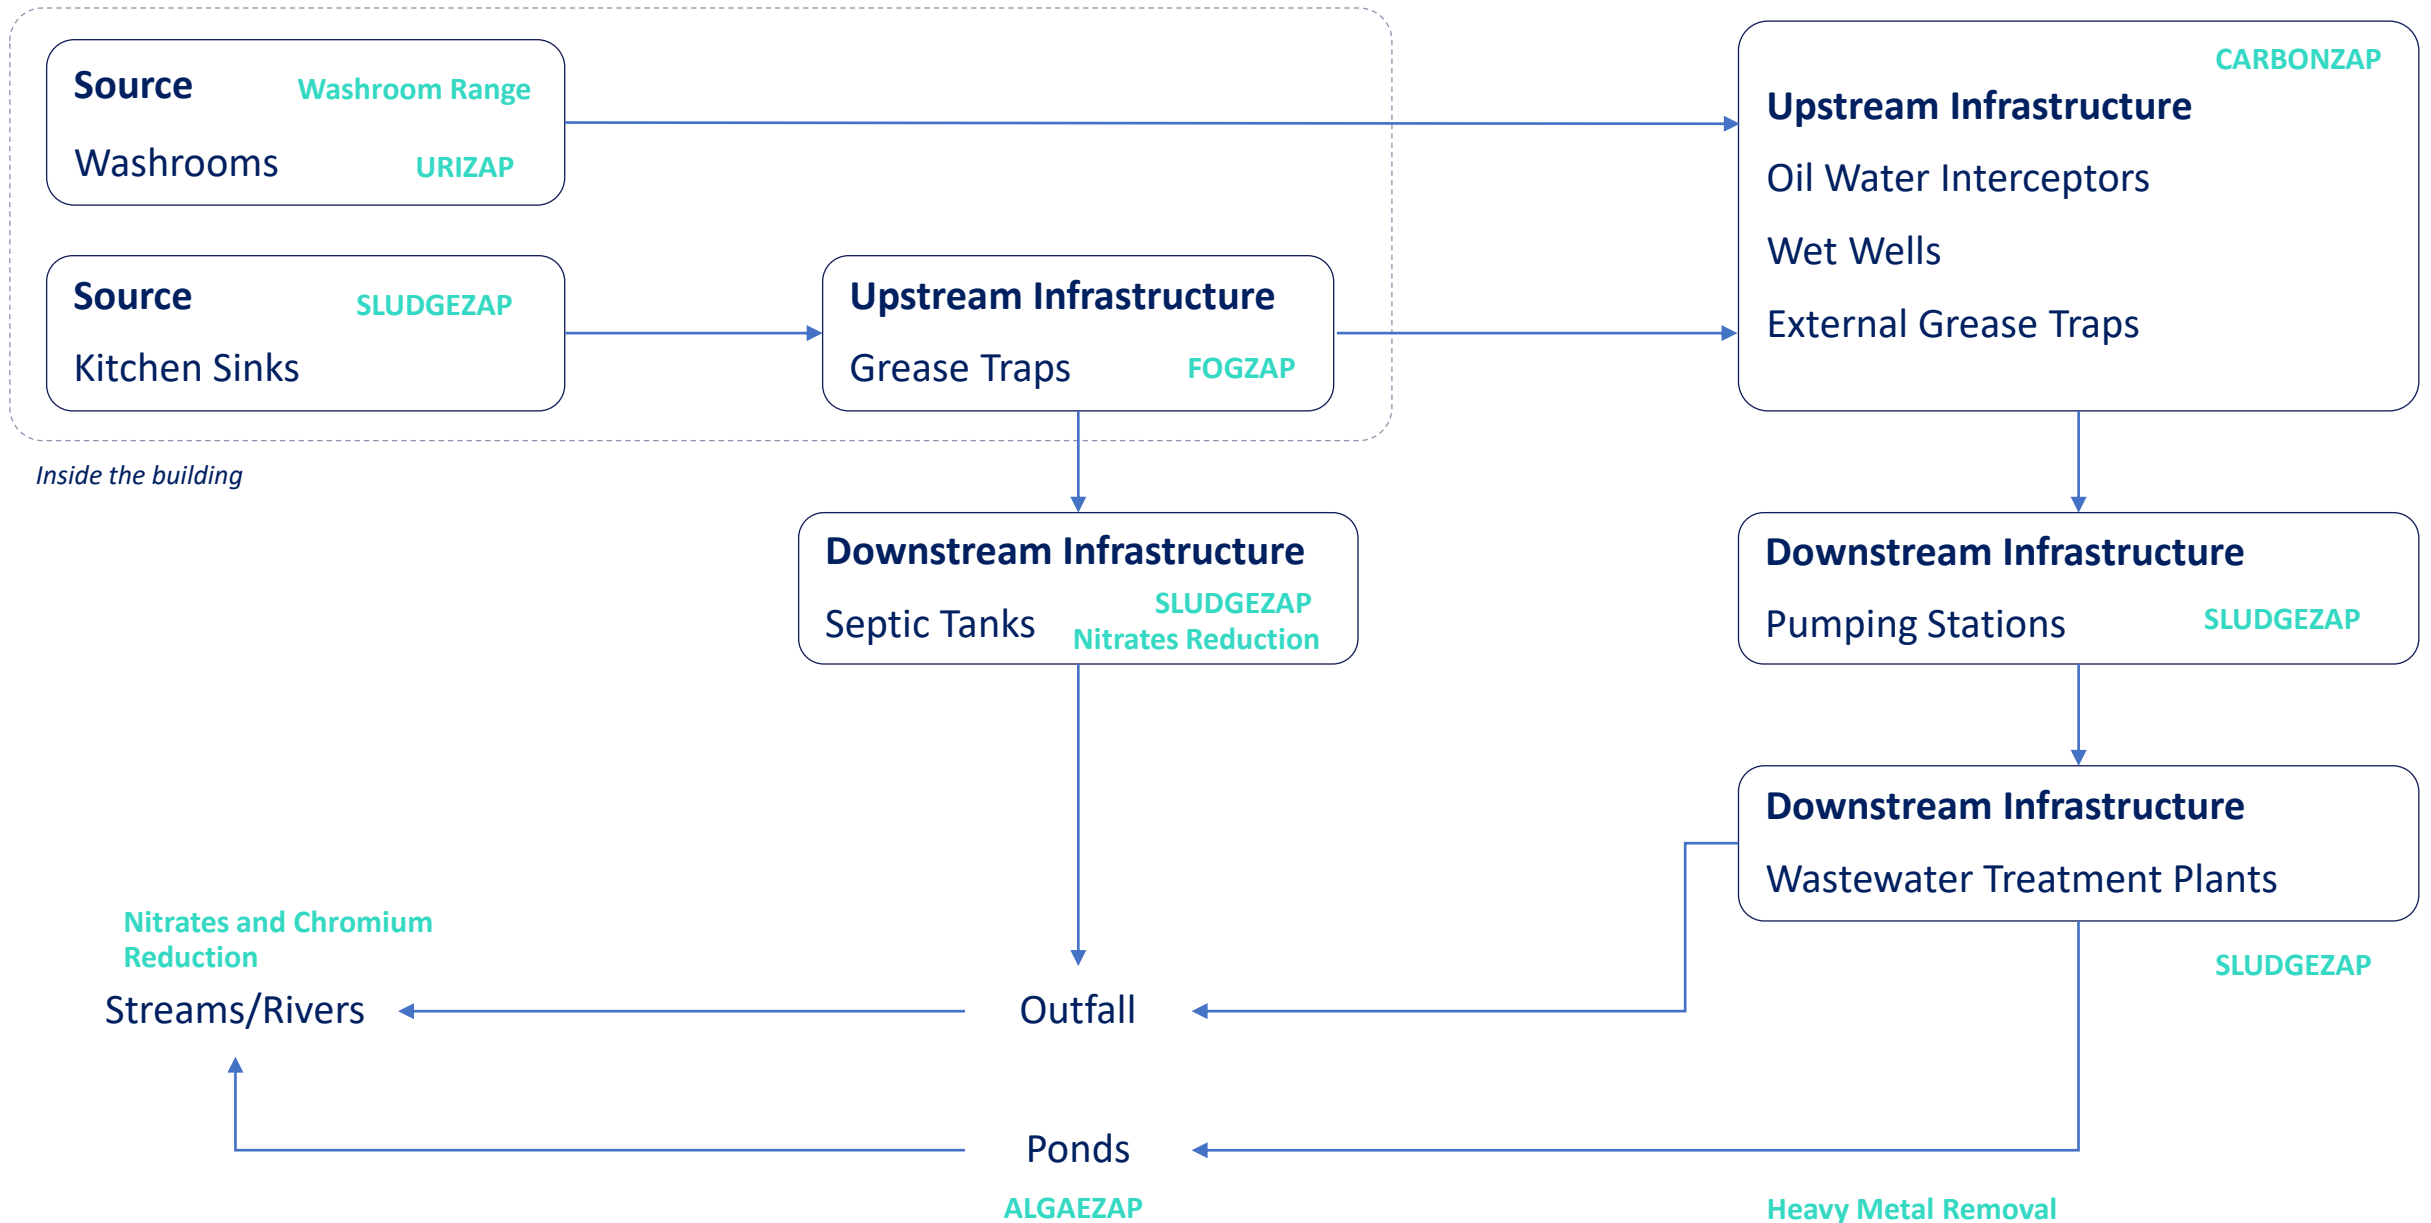 Source
Washroom Range
Washrooms
URIZAP
CARBONZAP
Upstream Infrastructure
Oil Water Interceptors
Wet Wells
External Grease Traps
Source
SLUDGEZAP
Kitchen Sinks
Upstream Infrastructure
Grease Traps
FOGZAP
Inside the building
Downstream Infrastructure
SLUDGEZAP
Septic Tanks
Nitrates Reduction
Downstream Infrastructure
Pumping Stations
SLUDGEZAP
Downstream Infrastructure
Wastewater Treatment Plants
SLUDGEZAP
Nitrates and Chromium
Reduction
Streams/Rivers
Outfall
Ponds
ALGAEZAP
Heavy Metal Removal